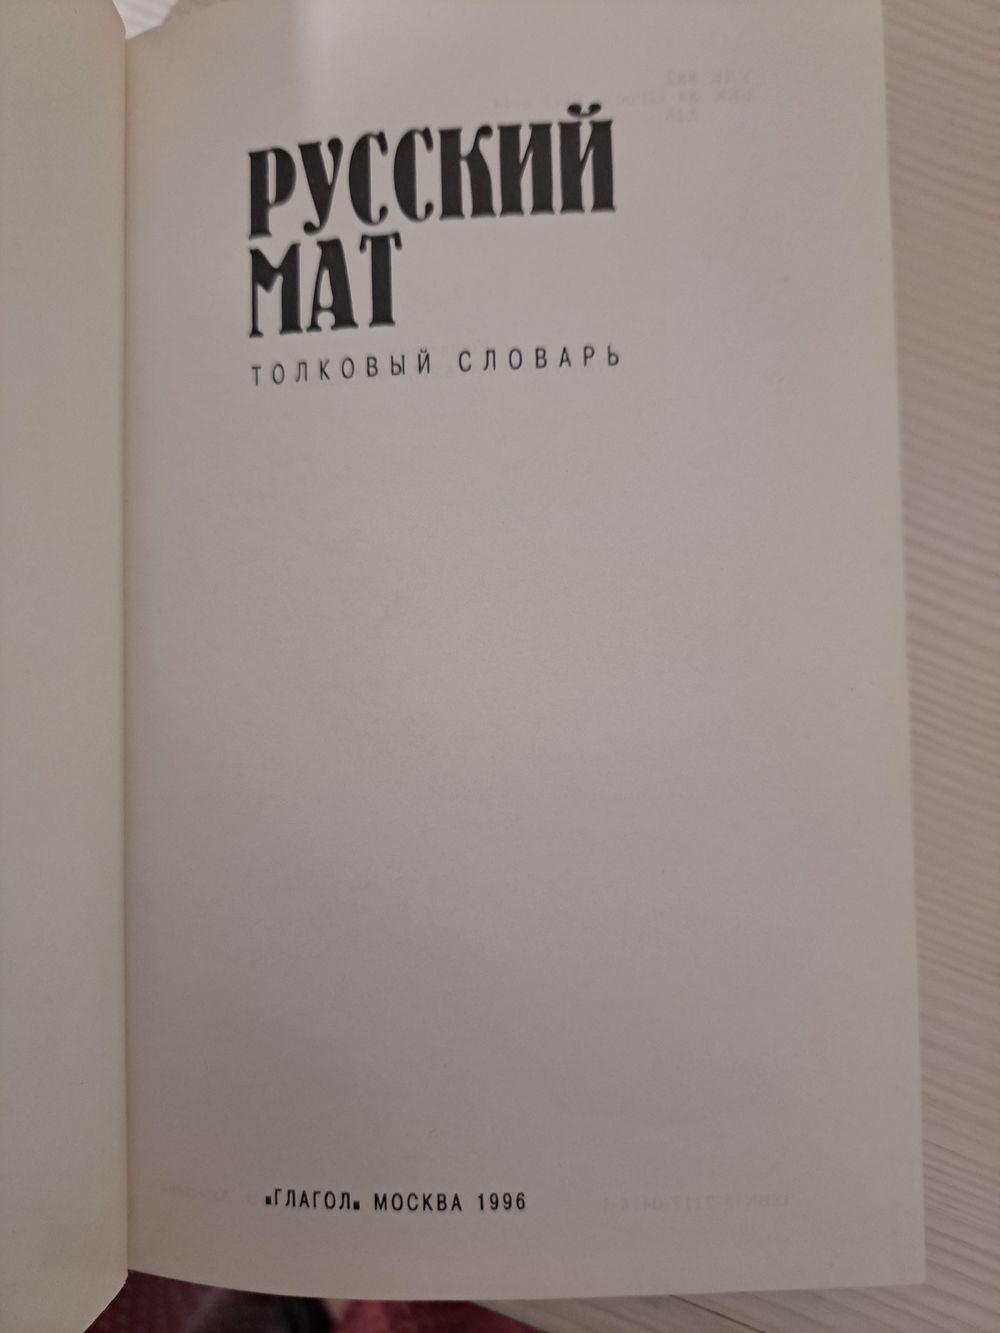 РУССКИЙ
МАТ
ТОЛКОВЫЙ СЛОВАРЬ
"ГЛАГОЛ" МОСКВА 1996